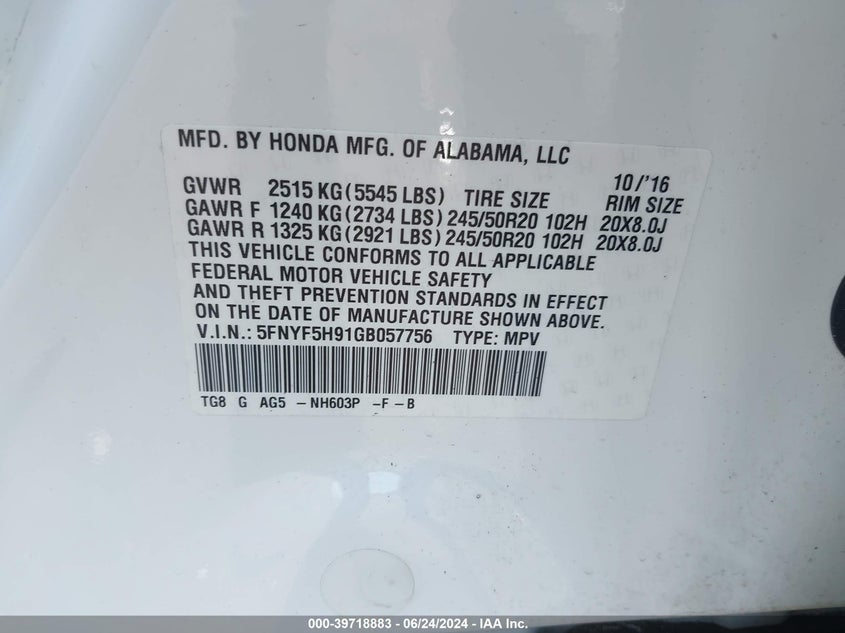 MFD. BY HONDA MFG. OF ALABAMA, LLC
10/'16
GVWR 2515 KG (5545 LBS) TIRE SIZE RIM SIZE
GAWR F 1240 KG (2734 LBS) 245/50R20 102H 20X8.0J
GAWR R 1325 KG (2921 LBS) 245/50R20 102H 20X8.0J
THIS VEHICLE CONFORMS TO ALL APPLICABLE
FEDERAL MOTOR VEHICLE SAFETY
AND THEFT PREVENTION STANDARDS IN EFFECT
ON THE DATE OF MANUFACTURE SHOWN ABOVE.
V.I.N.: 5FNYF5H91GB057756 TYPE: MPV
TG8 G AG5 -NH603P -F-B
000-39718883 - 06/24/2024 - IAA Inc.